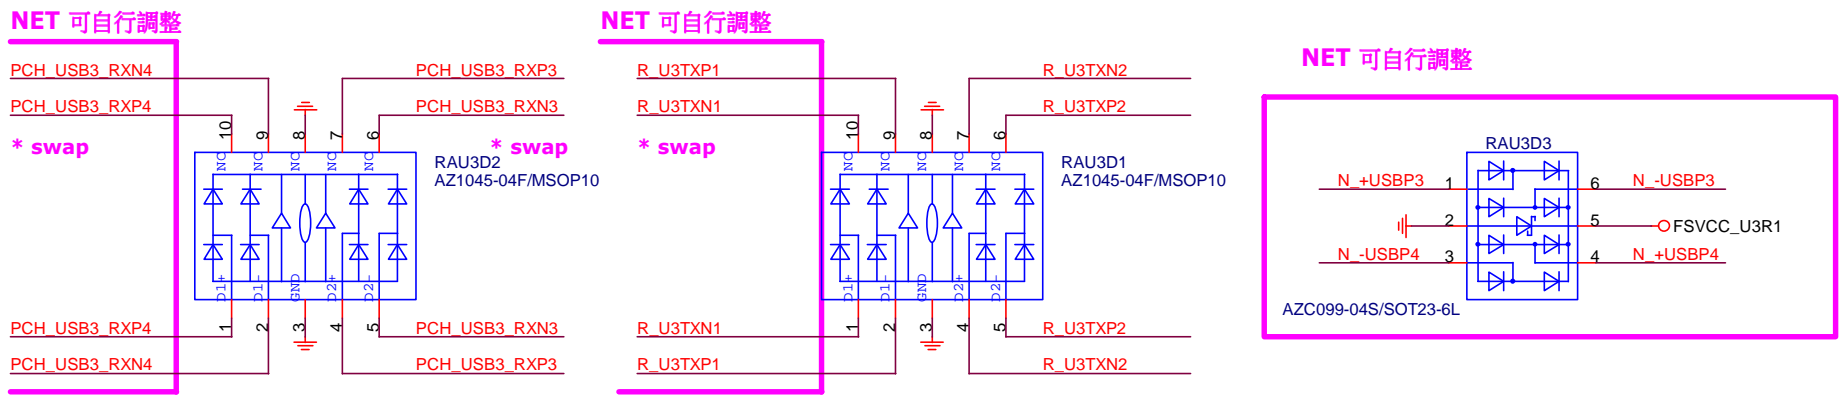 NET 可自行調整
PCH_USB3_RXN4
PCH_USB3_RXP3
PCH_USB3_RXP4
PCH_USB3_RXN3
* swap
* swap
10
9
8
7
6
NC
NC
NC
NC
NC
RAU3D2
AZ1045-04F/MSOP10
D1+
D1-
GND
D2+
D2-
1
2
3
4
5
PCH_USB3_RXP4
PCH_USB3_RXN3
PCH_USB3_RXN4
PCH_USB3_RXP3
NET 可自行調整
R_U3TXP1
R_U3TXN2
R_U3TXN1
R_U3TXP2
* swap
10
9
8
7
6
NC
NC
NC
NC
NC
RAU3D1
AZ1045-04F/MSOP10
D1+
D1-
GND
D2+
D2-
1
2
3
4
5
R_U3TXN1
R_U3TXP2
R_U3TXP1
R_U3TXN2
NET 可自行調整
RAU3D3
N_+USBP3
1
6
N_-USBP3
2
5
FSVCC_U3R1
N_-USBP4
3
4
N_+USBP4
AZC099-04S/SOT23-6L